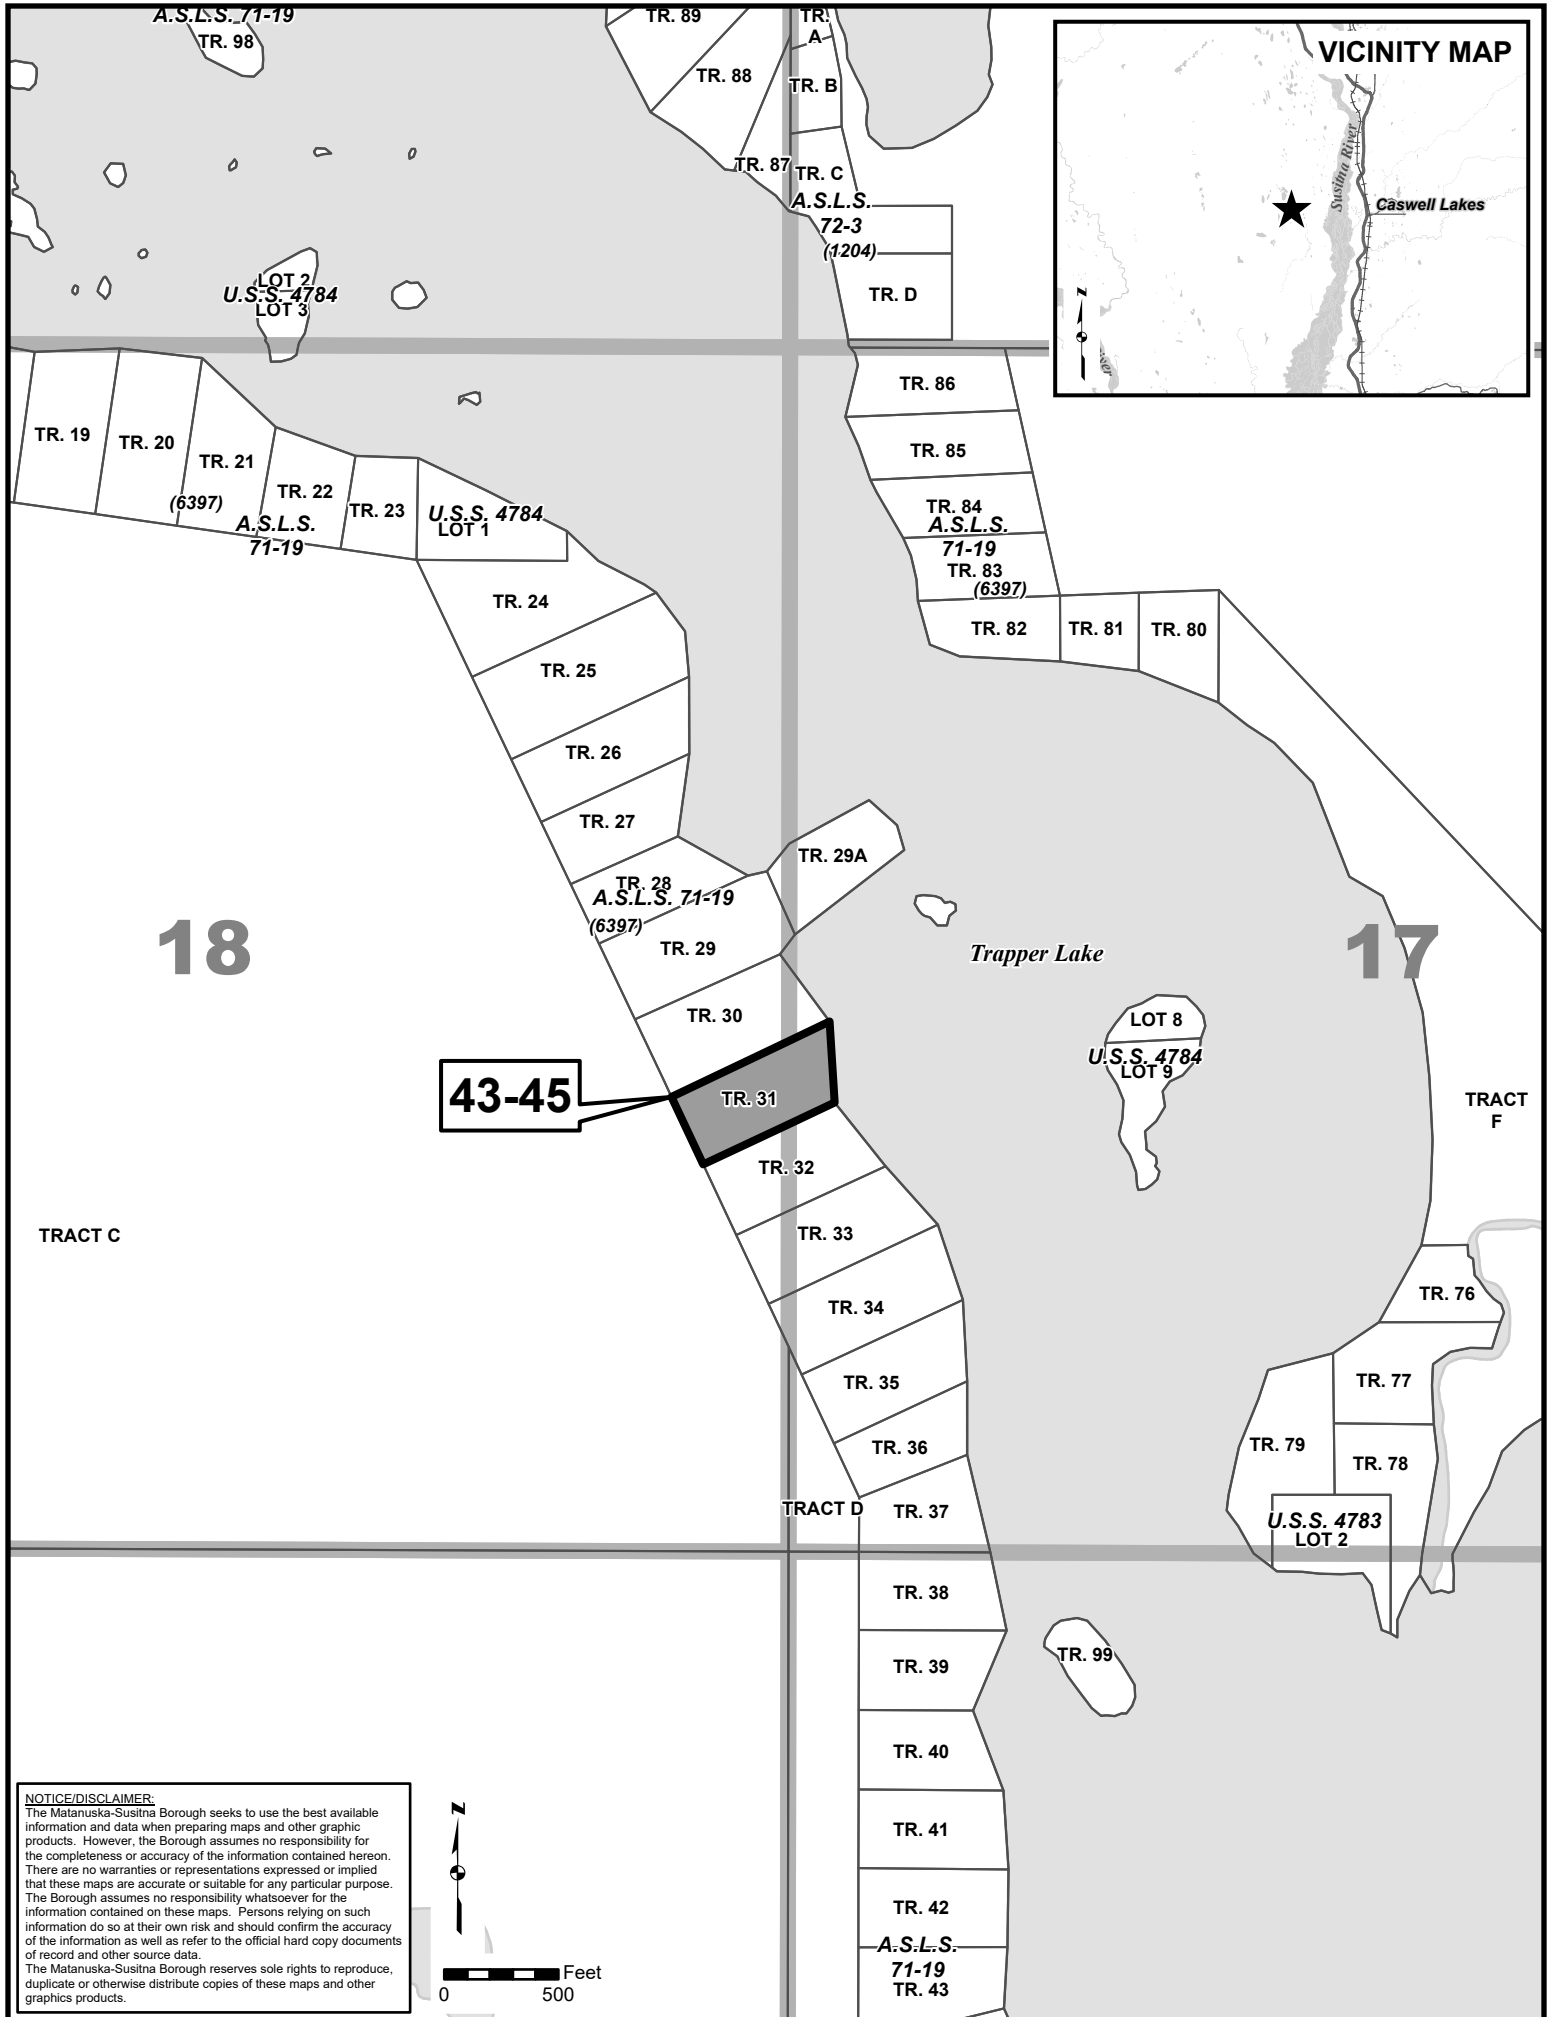 A.S.L.S. 71-19
TR. 98
TR. 89
TR. 88
TR. 87
TR.
A
TR. B
TR. C
A.S.L.S.
72-3
(1204)
TR. D
VICINITY MAP
Susitna River
Caswell Lakes
z
LOT 2
U.S.S. 4784
LOT 3
TR. 19
TR. 20
TR. 21
(6397)
TR. 22
A.S.L.S.
71-19
TR. 23
U.S.S. 4784
LOT 1
TR. 86
TR. 85
TR. 84
A.S.L.S.
71-19
TR. 83
(6397)
TR. 82
TR. 81
TR. 80
TR. 24
TR. 25
TR. 26
TR. 27
TR. 28
A.S.L.S. 71-19
(6397)
TR. 29
TR. 29A
18
Trapper Lake
17
TR. 30
LOT 8
U.S.S. 4784
LOT 9
43-45
TR. 31
TRACT
F
TR. 32
TR. 33
TRACT C
TR. 34
TR. 35
TR. 36
TR. 76
TR. 77
TR. 79
TR. 78
TRACT D
TR. 37
U.S.S. 4783
LOT 2
TR. 38
TR. 39
TR. 99
TR. 40
TR. 41
TR. 42
A.S.L.S.
71-19
TR. 43
NOTICE/DISCLAIMER:
The Matanuska-Susitna Borough seeks to use the best available
information and data when preparing maps and other graphic
products. However, the Borough assumes no responsibility for
the completeness or accuracy of the information contained hereon.
There are no warranties or representations expressed or implied
that these maps are accurate or suitable for any particular purpose.
The Borough assumes no responsibility whatsoever for the
information contained on these maps. Persons relying on such
information do so at their own risk and should confirm the accuracy
of the information as well as refer to the official hard copy documents
of record and other source data.
The Matanuska-Susitna Borough reserves sole rights to reproduce,
duplicate or otherwise distribute copies of these maps and other
graphics products.
z
Feet
0 500